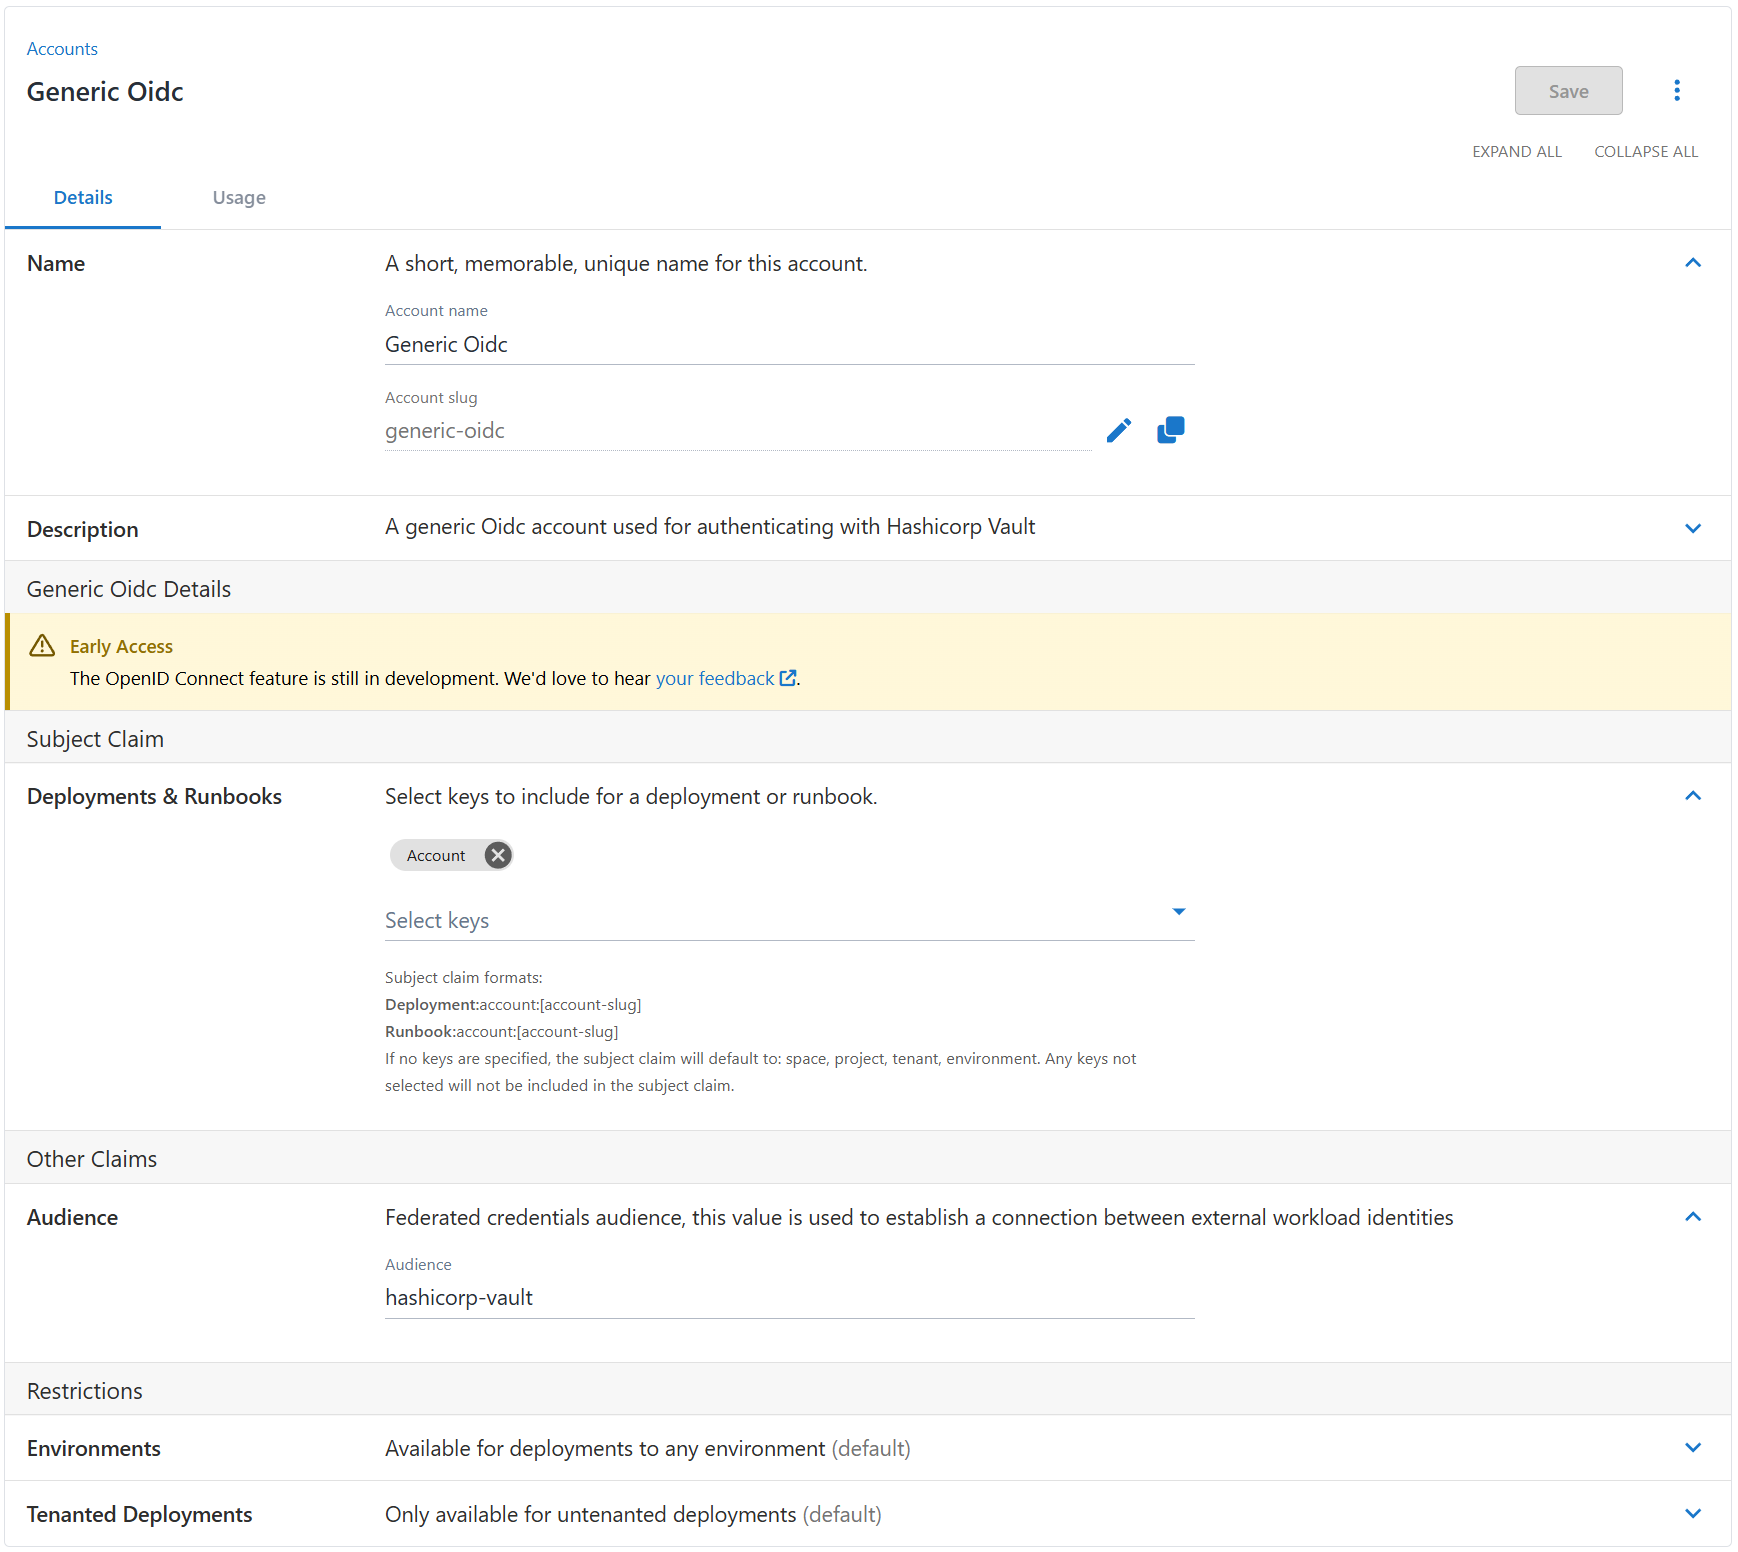 Accounts
Generic Oidc
Save
EXPAND ALL COLLAPSE ALL
Details Usage
Name A short, memorable, unique name for this account.
Account name
Generic Oidc
Account slug
generic-oidc
Description A generic Oidc account used for authenticating with Hashicorp Vault
Generic Oidc Details
Early Access
The OpenID Connect feature is still in development. We'd love to hear your feedback.
Subject Claim
Deployments & Runbooks Select keys to include for a deployment or runbook.
Account
Select keys
Subject claim formats:
Deployment:account:[account-slug]
Runbook:account:[account-slug]
If no keys are specified, the subject claim will default to: space, project, tenant, environment. Any keys not
selected will not be included in the subject claim.
Other Claims
Audience Federated credentials audience, this value is used to establish a connection between external workload identities
Audience
hashicorp-vault
Restrictions
Environments Available for deployments to any environment (default)
Tenanted Deployments Only available for untenanted deployments (default)